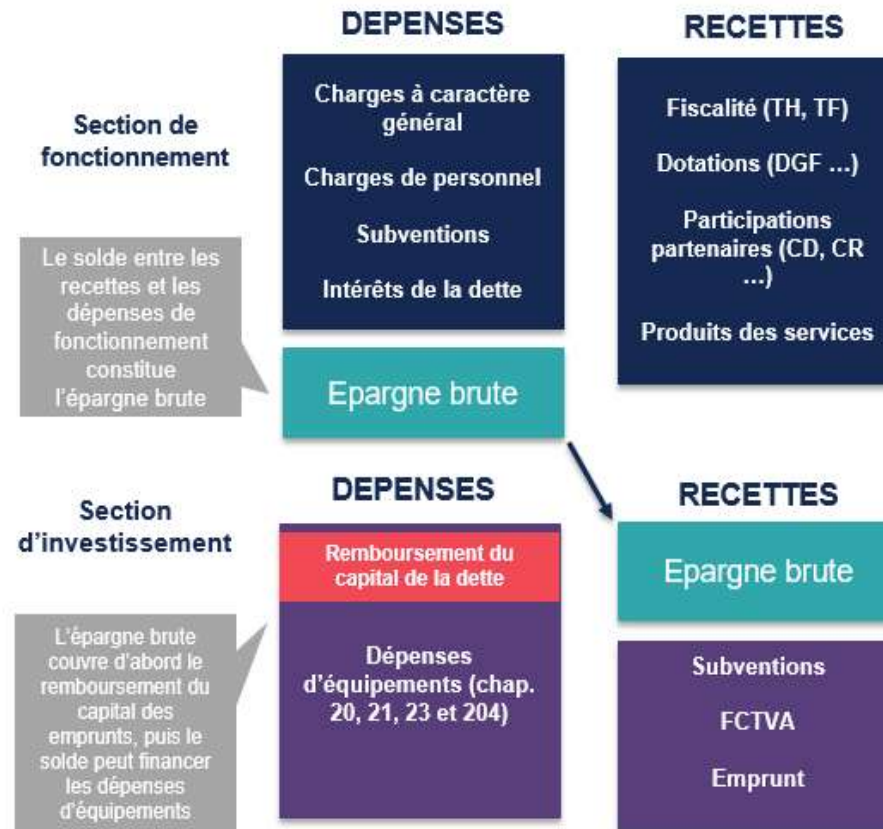 DEPENSES
RECETTES
Section de
fonctionnement
Charges à caractère
général
Charges de personnel
Subventions
Intérêts de la dette
Fiscalité (TH, TF)
Dotations (DGF ...)
Participations
partenaires (CD, CR
...)
Produits des services
Le solde entre les
recettes et les
dépenses de
fonctionnement
constitue
l'épargne brute
Epargne brute
DEPENSES
RECETTES
Section
d'investissement
Remboursement du
capital de la dette
Dépenses
d'équipements (chap.
20, 21, 23 et 204)
Epargne brute
Subventions
FCTVA
Emprunt
L'épargne brute
couvre d'abord le
remboursement du
capital des
emprunts, puis le
solde peut financer
les dépenses
d'équipements